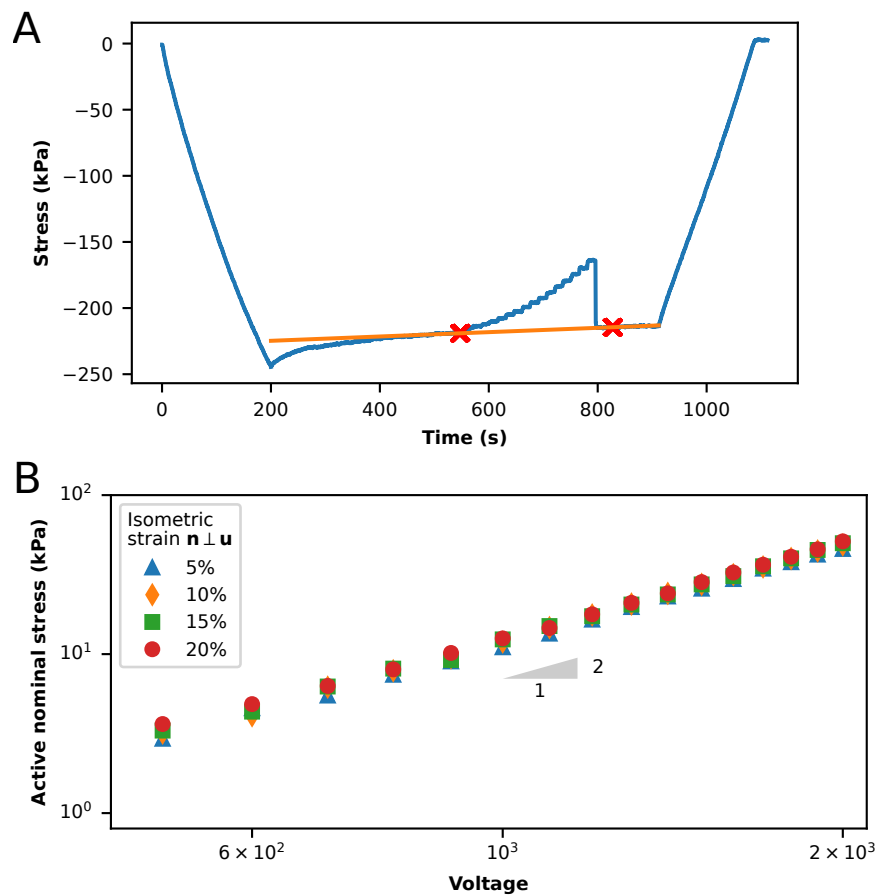 A
0
−50
−100
−150
−200
−250
Stress (kPa)
0 200 400 600 800 1000
Time (s)
B
10²
10¹
10⁰
Active nominal stress (kPa)
Isometric
strain n ⊥ u
5%
10%
15%
20%
2
1
6 × 10² 10³ 2 × 10³
Voltage